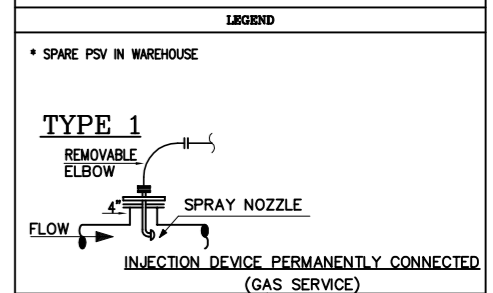 LEGEND
* SPARE PSV IN WAREHOUSE
TYPE 1
REMOVABLE
ELBOW
4"
SPRAY NOZZLE
FLOW
INJECTION DEVICE PERMANENTLY CONNECTED
(GAS SERVICE)